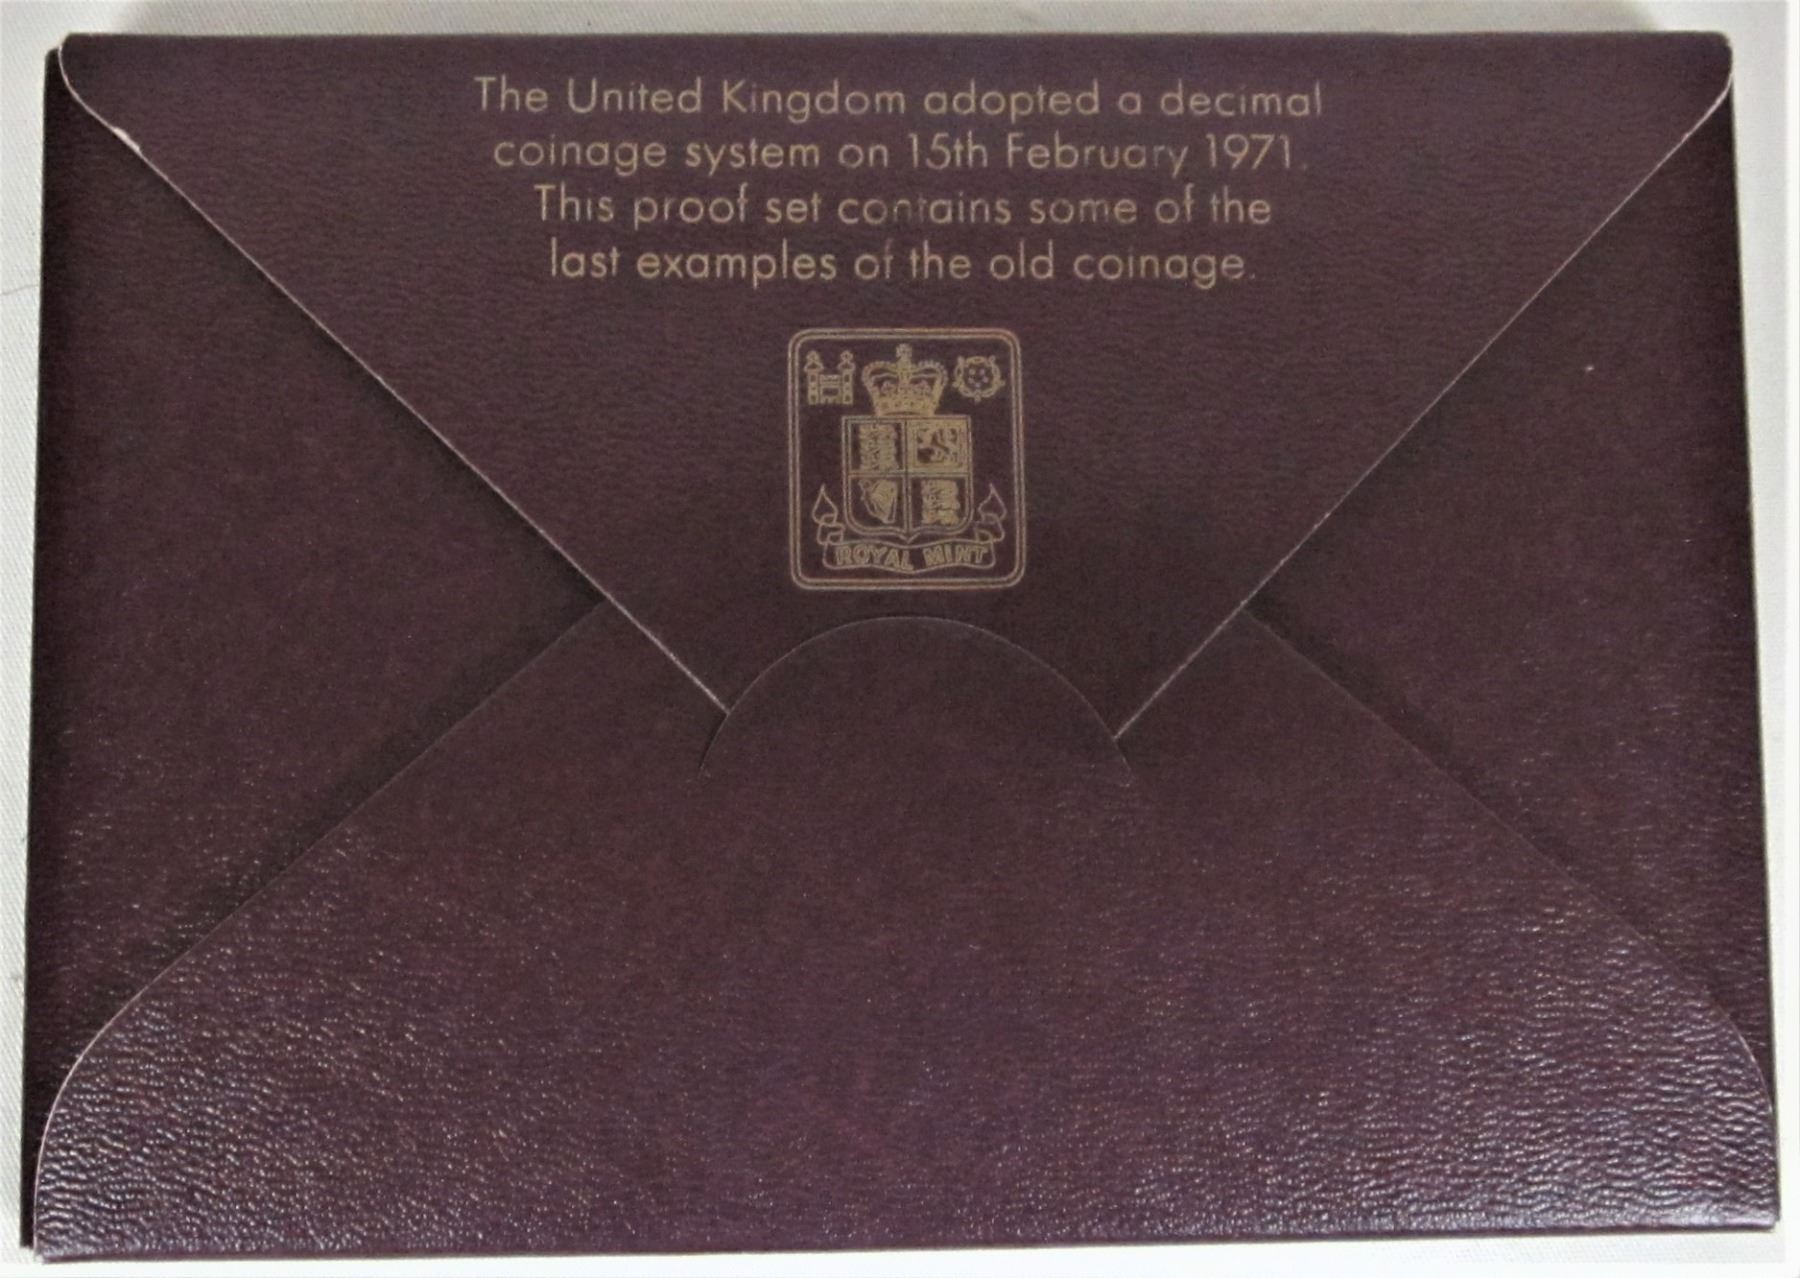 The United Kingdom adopted a decimal
coinage system on 15th February 1971.
This proof set contains some of the
last examples of the old coinage.
ROYAL MINT